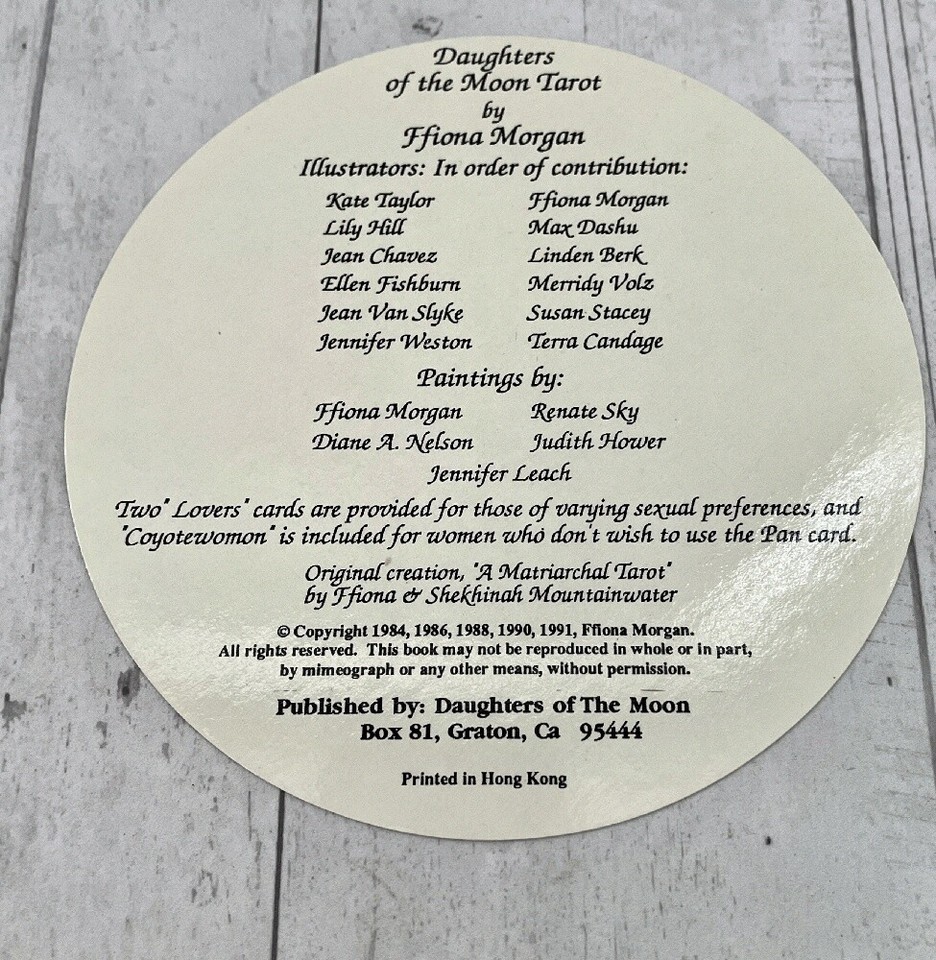 Daughters
of the Moon Tarot
by
Ffiona Morgan
Illustrators: In order of contribution:
Kate Taylor Ffiona Morgan
Lily Hill Max Dashu
Jean Chavez Linden Berk
Ellen Fishburn Merridy Volz
Jean Van Slyke Susan Stacey
Jennifer Weston Terra Candage
Paintings by:
Ffiona Morgan Renate Sky
Diane A. Nelson Judith Hower
Jennifer Leach
Two" Lovers" cards are provided for those of varying sexual preferences, and
"Coyotewomon" is included for women who don't wish to use the Pan card.
Original creation, "A Matriarchal Tarot"
by Ffiona & Shekhinah Mountainwater
© Copyright 1984, 1986, 1988, 1990, 1991, Ffiona Morgan.
All rights reserved. This book may not be reproduced in whole or in part,
by mimeograph or any other means, without permission.
Published by: Daughters of The Moon
Box 81, Graton, Ca 95444
Printed in Hong Kong